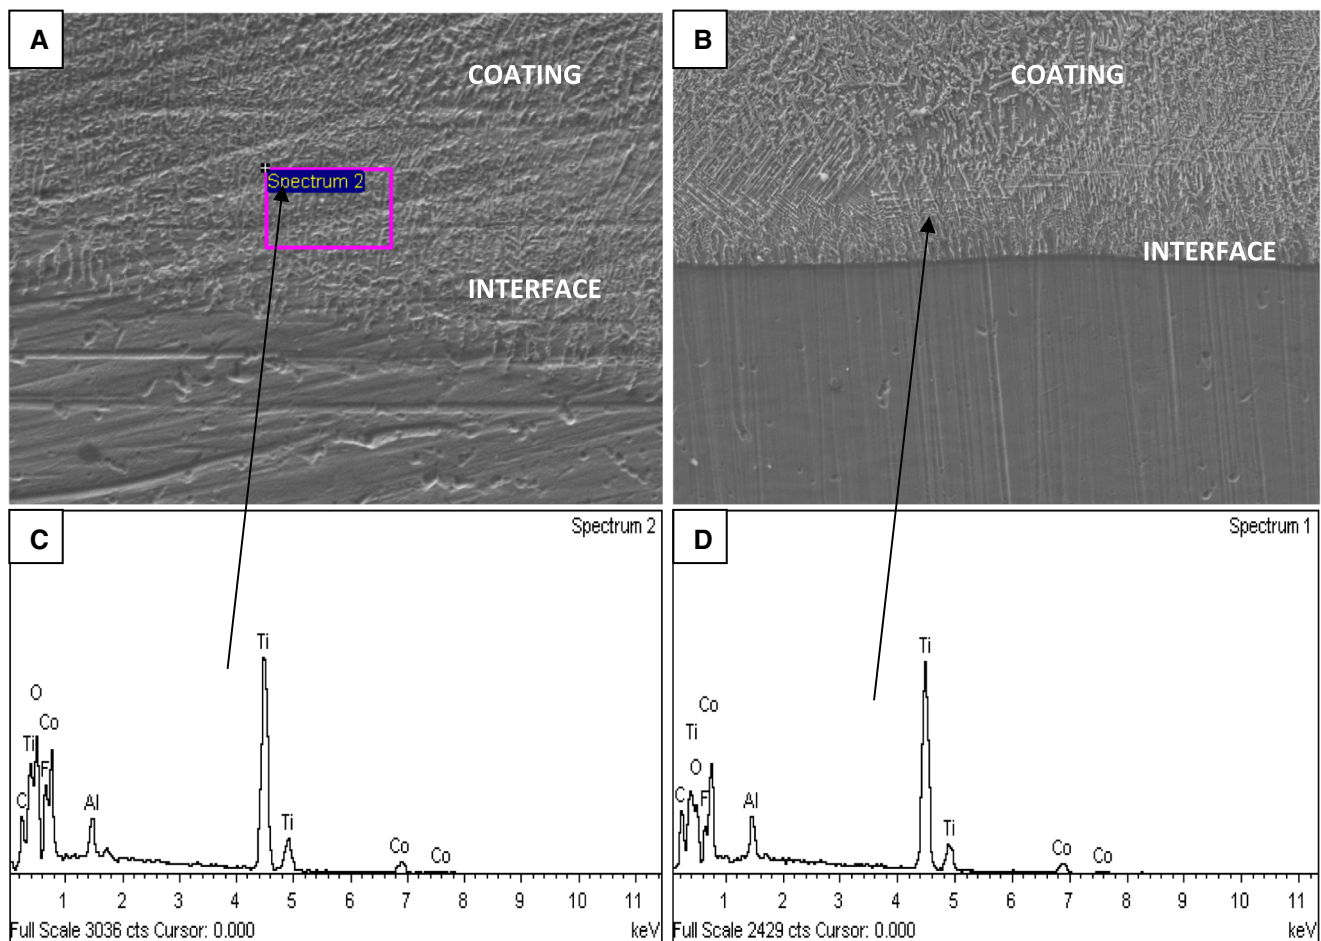 A
COATING
Spectrum 2
INTERFACE
B
COATING
INTERFACE
C
Spectrum 2
Ti
O
Co
Ti
F
C
Al
Ti
Co
Co
1 2 3 4 5 6 7 8 9 10 11
Full Scale 3036 cts Cursor: 0.000 keV
D
Spectrum 1
Ti
Co
Ti
O
F
C
Al
Ti
Co
Co
1 2 3 4 5 6 7 8 9 10 11
Full Scale 2429 cts Cursor: 0.000 keV